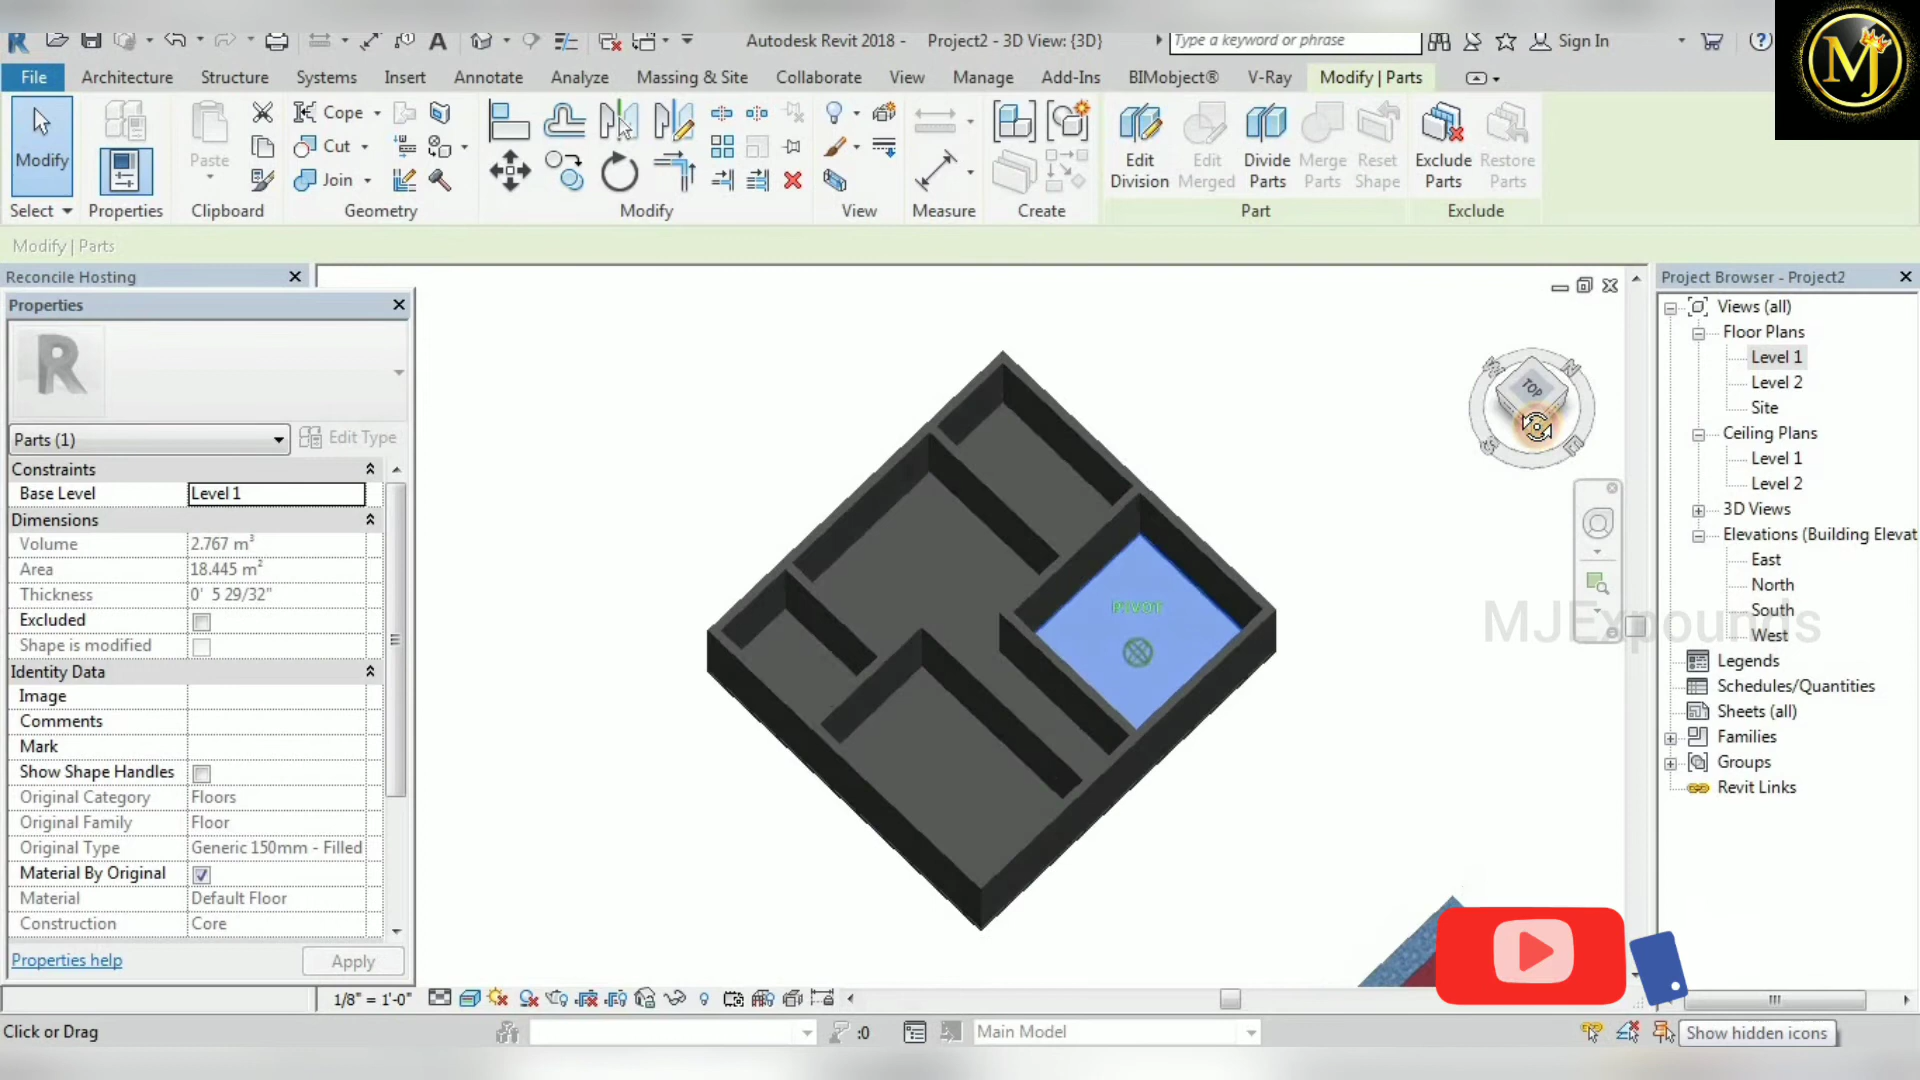 Autodesk Revit 2018 - Project2 - 3D View: {3D}
Type a keyword or phrase
Sign In
MJ
File Architecture Structure Systems Insert Annotate Analyze Massing & Site Collaborate View Manage Add-Ins BIMobject® V-Ray Modify | Parts
Modify
Paste
Cope
Cut
Join
Edit Division
Edit Merged
Divide Parts
Merge Parts
Reset Shape
Exclude Parts
Restore Parts
Select Properties Clipboard Geometry Modify View Measure Create Part Exclude
Modify | Parts
Reconcile Hosting
Properties
R
Parts (1)
Edit Type
Constraints
Base Level Level 1
Dimensions
Volume 2.767 m³
Area 18.445 m²
Thickness 0' 5 29/32"
Excluded
Shape is modified
Identity Data
Image
Comments
Mark
Show Shape Handles
Original Category Floors
Original Family Floor
Original Type Generic 150mm - Filled
Material By Original
Material Default Floor
Construction Core
Properties help
Apply
PIVOT
TOP
N
E
S
W
MJExpounds
Project Browser - Project2
Views (all)
Floor Plans
Level 1
Level 2
Site
Ceiling Plans
Level 1
Level 2
3D Views
Elevations (Building Elevat
East
North
South
West
Legends
Schedules/Quantities
Sheets (all)
Families
Groups
Revit Links
1/8" = 1'-0"
Click or Drag
:0
Main Model
Show hidden icons